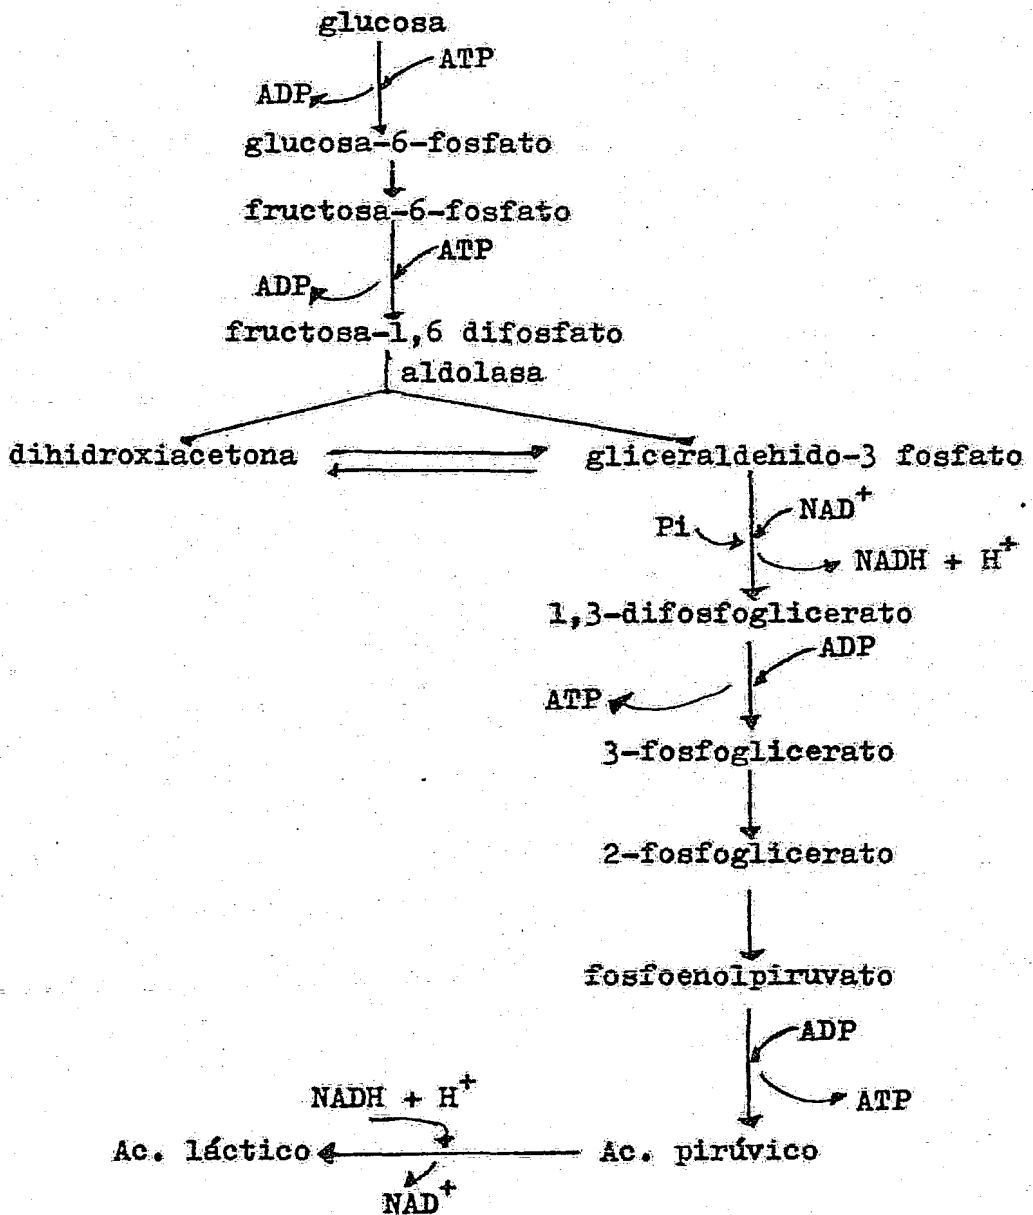 glucosa
ATP
ADP
glucosa-6-fosfato
fructosa-6-fosfato
ATP
ADP
fructosa-1,6 difosfato
aldolasa
dihidroxiacetona
gliceraldehido-3 fosfato
NAD+
Pi
NADH + H+
1,3-difosfoglicerato
ADP
ATP
3-fosfoglicerato
2-fosfoglicerato
fosfoenolpiruvato
ADP
ATP
NADH + H+
Ac. láctico
Ac. pirúvico
NAD+